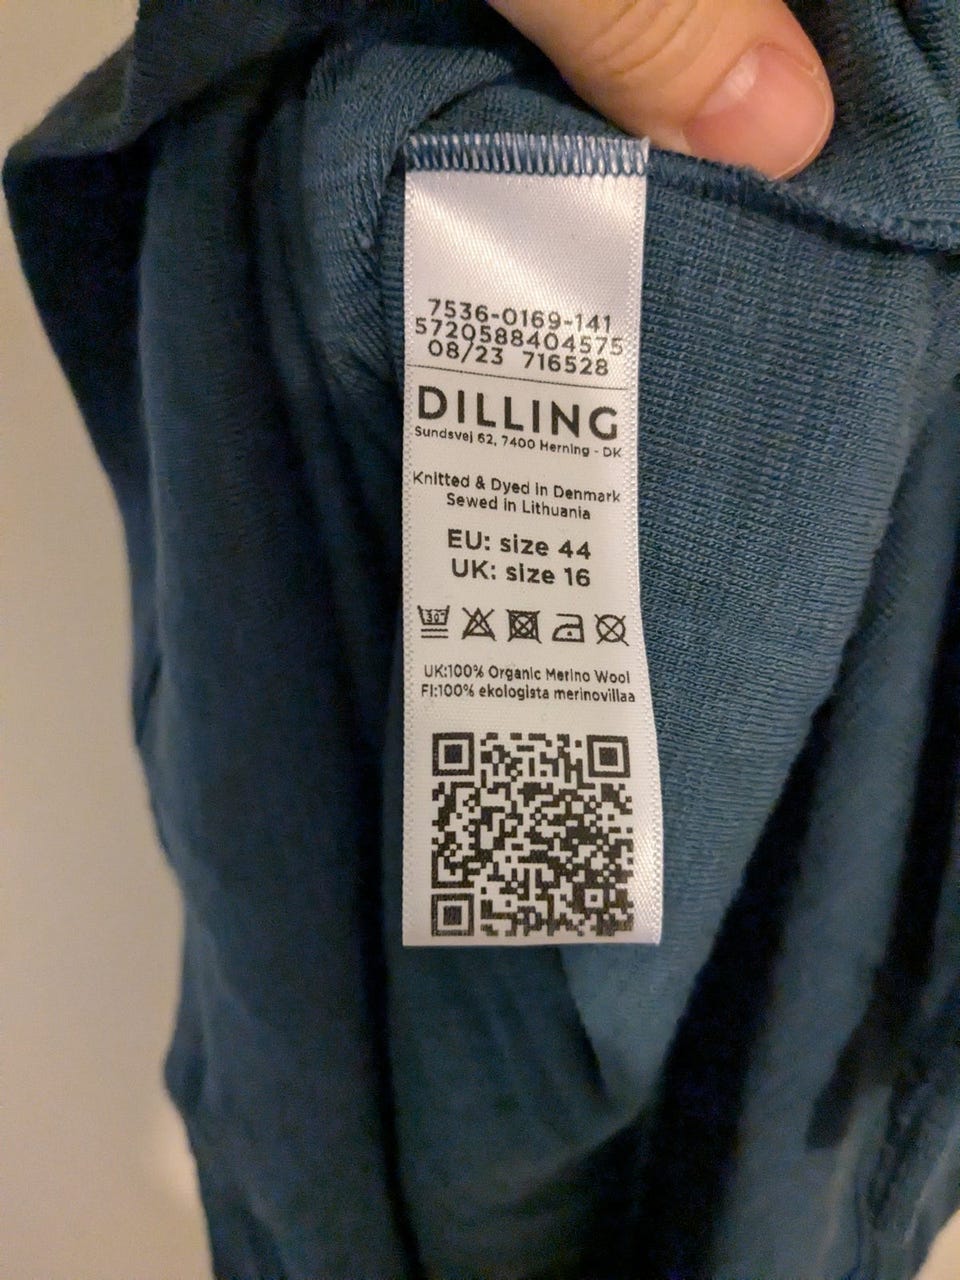 7536-0169-141
5720588404575
08/23 716528
DILLING
Sundsvej 62, 7400 Herning - DK
Knitted & Dyed in Denmark
Sewed in Lithuania
EU: size 44
UK: size 16
30°
UK:100% Organic Merino Wool
FI:100% ekologista merinovillaa